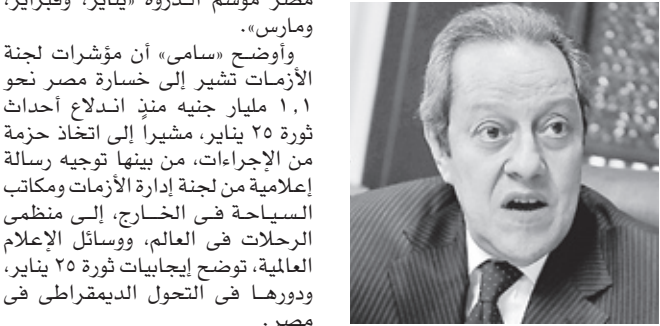 مصر موسم الذروة «يناير، وفبراير،
ومارس».
وأوضح «سامى» أن مؤشرات لجنة
الأزمات تشير إلى خسارة مصر نحو
١,١ مليار جنيه منذ اندلاع أحداث
ثورة ٢٥ يناير، مشيراً إلى اتخاذ حزمة
من الإجراءات، من بينها توجيه رسالة
إعلامية من لجنة إدارة الأزمات ومكاتب
السياحة فى الخارج، إلى منظمى
الرحلات فى العالم، ووسائل الإعلام
العالمية، توضح إيجابيات ثورة ٢٥ يناير،
ودورها فى التحول الديمقراطى فى
مصر.